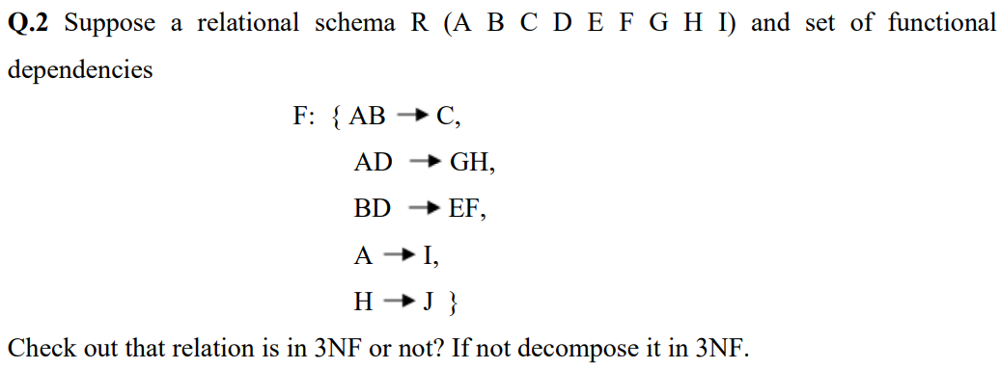 Q.2 Suppose a relational schema R (A B C D E F G H I) and set of functional
dependencies
F: { AB → C,
AD → GH,
BD → EF,
A → I,
H → J }
Check out that relation is in 3NF or not? If not decompose it in 3NF.